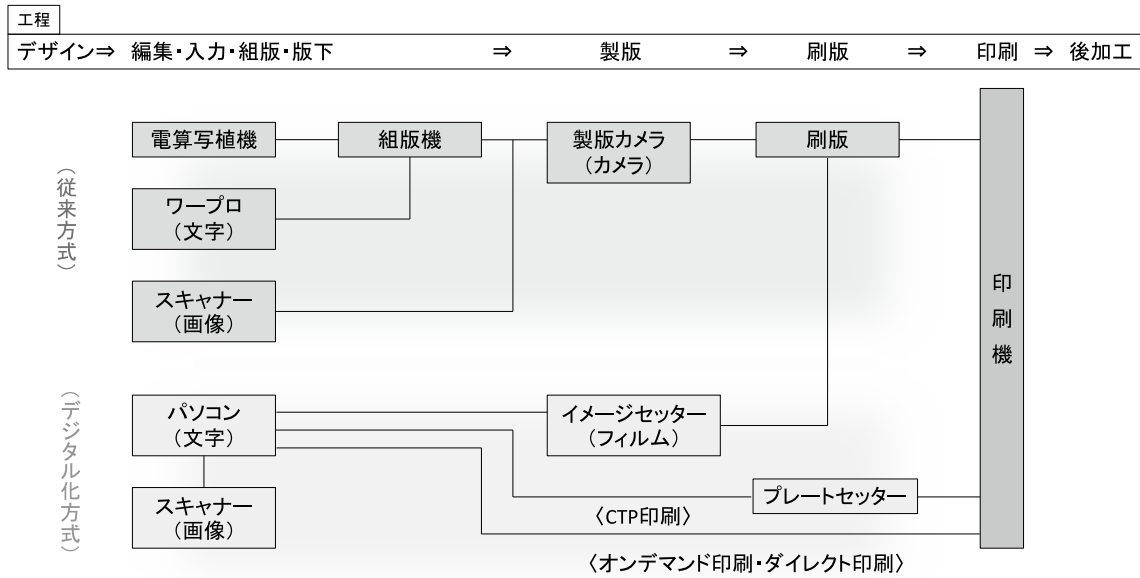 工程
デザイン⇒ 編集・入力・組版・版下 ⇒ 製版 ⇒ 刷版 ⇒ 印刷 ⇒ 後加工
（従来方式）
電算写植機
組版機
製版カメラ
（カメラ）
刷版
ワープロ
（文字）
スキャナー
（画像）
印刷機
（デジタル化方式）
パソコン
（文字）
イメージセッター
（フィルム）
スキャナー
（画像）
プレートセッター
〈CTP印刷〉
〈オンデマンド印刷・ダイレクト印刷〉